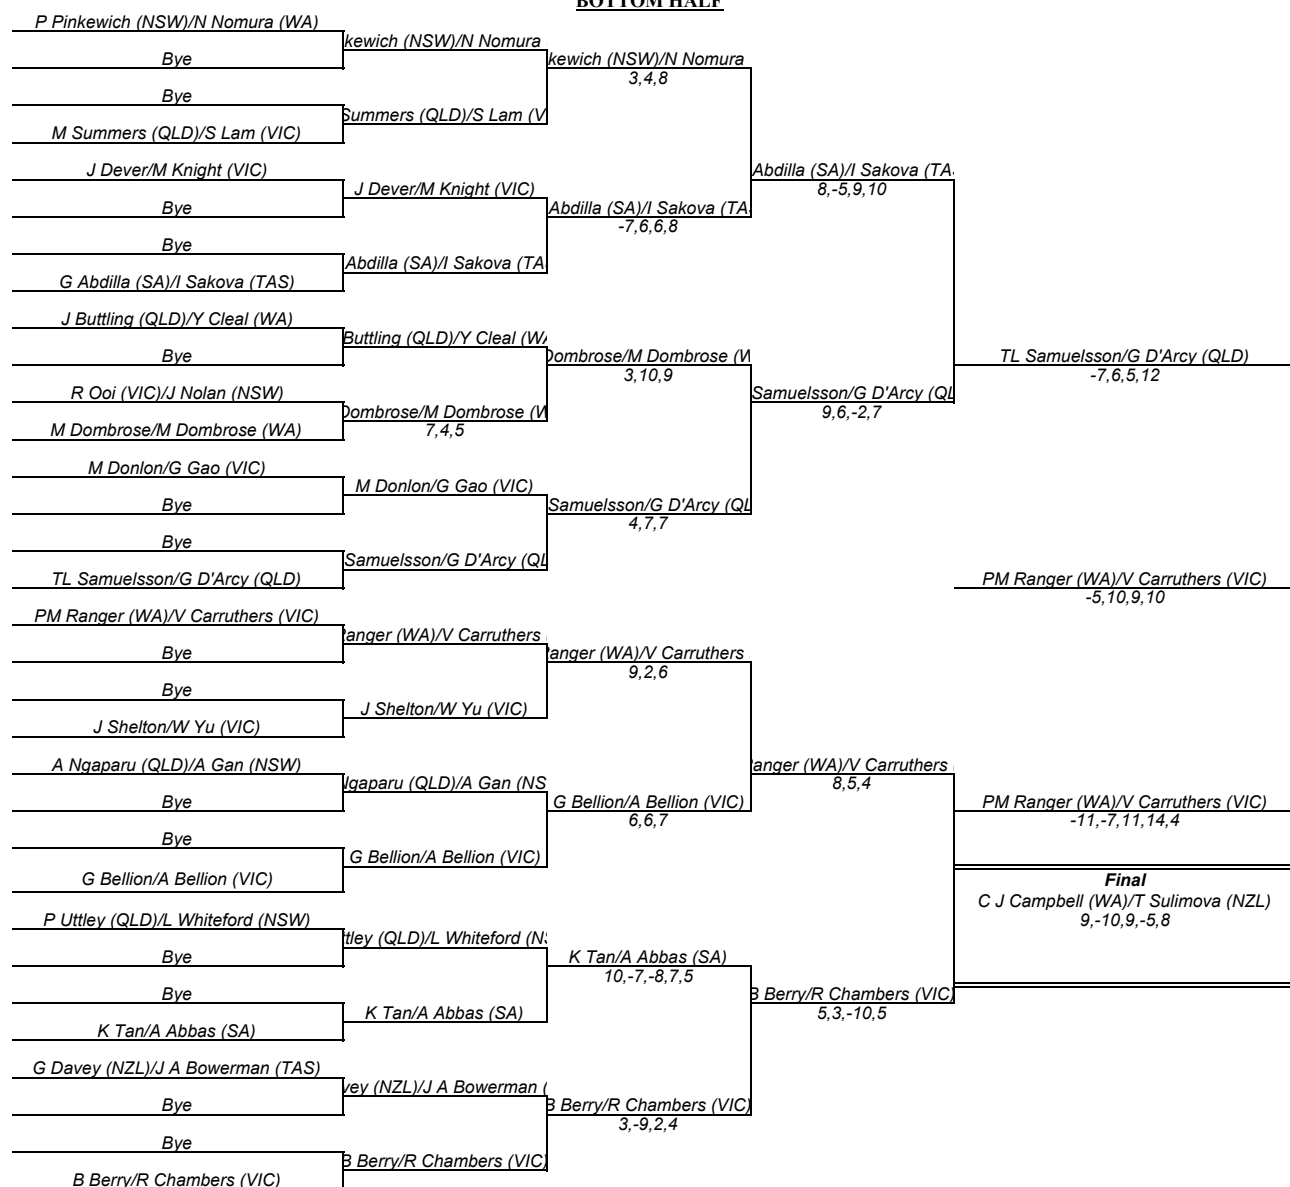 BOTTOM HALF
P Pinkewich (NSW)/N Nomura (WA)
Bye
Bye
M Summers (QLD)/S Lam (VIC)
J Dever/M Knight (VIC)
Bye
Bye
G Abdilla (SA)/I Sakova (TAS)
J Buttling (QLD)/Y Cleal (WA)
Bye
R Ooi (VIC)/J Nolan (NSW)
M Dombrose/M Dombrose (WA)
M Donlon/G Gao (VIC)
Bye
Bye
TL Samuelsson/G D'Arcy (QLD)
PM Ranger (WA)/V Carruthers (VIC)
Bye
Bye
J Shelton/W Yu (VIC)
A Ngaparu (QLD)/A Gan (NSW)
Bye
Bye
G Bellion/A Bellion (VIC)
P Uttley (QLD)/L Whiteford (NSW)
Bye
Bye
K Tan/A Abbas (SA)
G Davey (NZL)/J A Bowerman (TAS)
Bye
Bye
B Berry/R Chambers (VIC)
kewich (NSW)/N Nomura
Summers (QLD)/S Lam (V
J Dever/M Knight (VIC)
Abdilla (SA)/I Sakova (TA
Buttling (QLD)/Y Cleal (WA
Dombrose/M Dombrose (W
7,4,5
M Donlon/G Gao (VIC)
Samuelsson/G D'Arcy (QL
Ranger (WA)/V Carruthers
J Shelton/W Yu (VIC)
Ngaparu (QLD)/A Gan (NS
G Bellion/A Bellion (VIC)
ttley (QLD)/L Whiteford (NS
K Tan/A Abbas (SA)
vey (NZL)/J A Bowerman (
B Berry/R Chambers (VIC)
kewich (NSW)/N Nomura
3,4,8
Abdilla (SA)/I Sakova (TA
-7,6,6,8
Dombrose/M Dombrose (W
3,10,9
Samuelsson/G D'Arcy (QL
4,7,7
Ranger (WA)/V Carruthers
9,2,6
G Bellion/A Bellion (VIC)
6,6,7
K Tan/A Abbas (SA)
10,-7,-8,7,5
B Berry/R Chambers (VIC)
3,-9,2,4
Abdilla (SA)/I Sakova (TA
8,-5,9,10
Samuelsson/G D'Arcy (QL
9,6,-2,7
Ranger (WA)/V Carruthers
8,5,4
B Berry/R Chambers (VIC)
5,3,-10,5
TL Samuelsson/G D'Arcy (QLD)
-7,6,5,12
PM Ranger (WA)/V Carruthers (VIC)
-5,10,9,10
PM Ranger (WA)/V Carruthers (VIC)
-11,-7,11,14,4
Final
C J Campbell (WA)/T Sulimova (NZL)
9,-10,9,-5,8